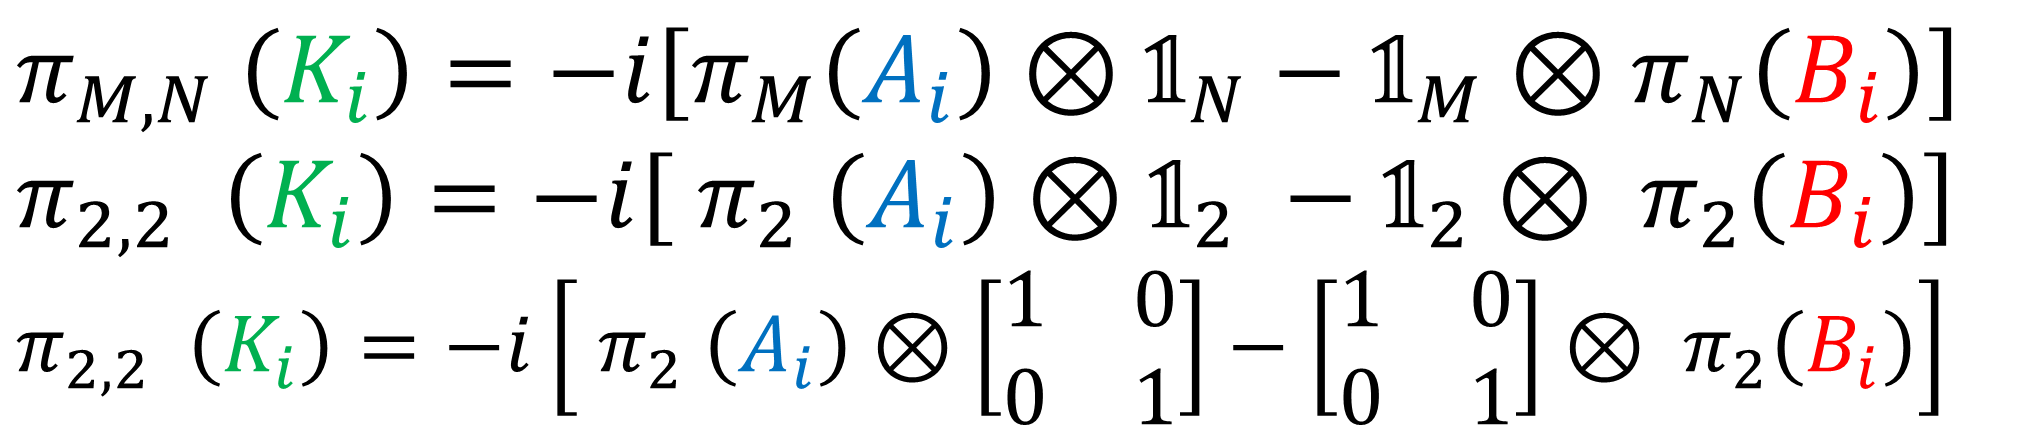 π_{M,N} (K_i) = −i[π_M(A_i) ⊗ 𝟙_N − 𝟙_M ⊗ π_N(B_i)]
π_{2,2} (K_i) = −i[ π_2 (A_i) ⊗ 𝟙_2 − 𝟙_2 ⊗ π_2(B_i)]
π_{2,2} (K_i) = −i [ π_2 (A_i) ⊗ [1 0; 0 1] − [1 0; 0 1] ⊗ π_2(B_i) ]